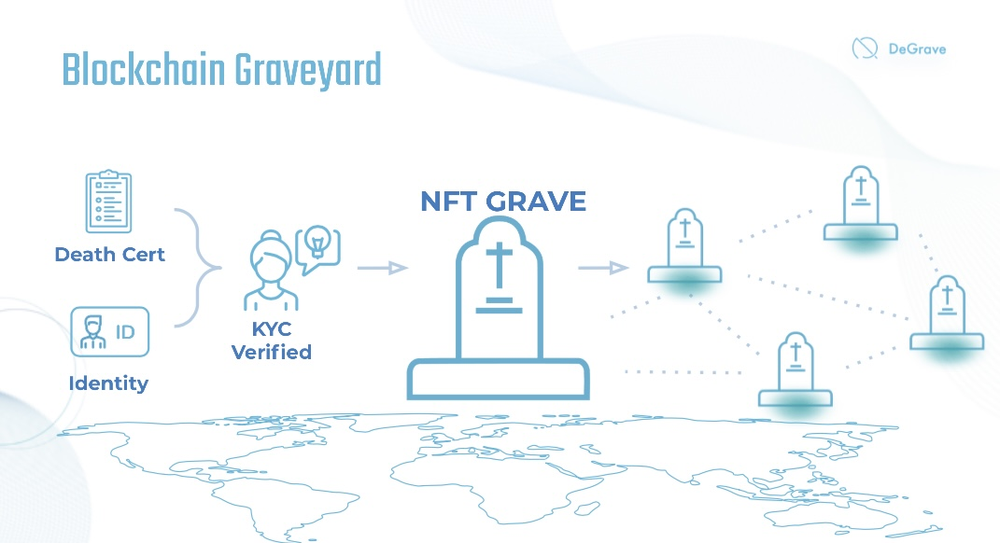 Blockchain Graveyard
DeGrave
Death Cert
ID
Identity
KYC
Verified
NFT GRAVE